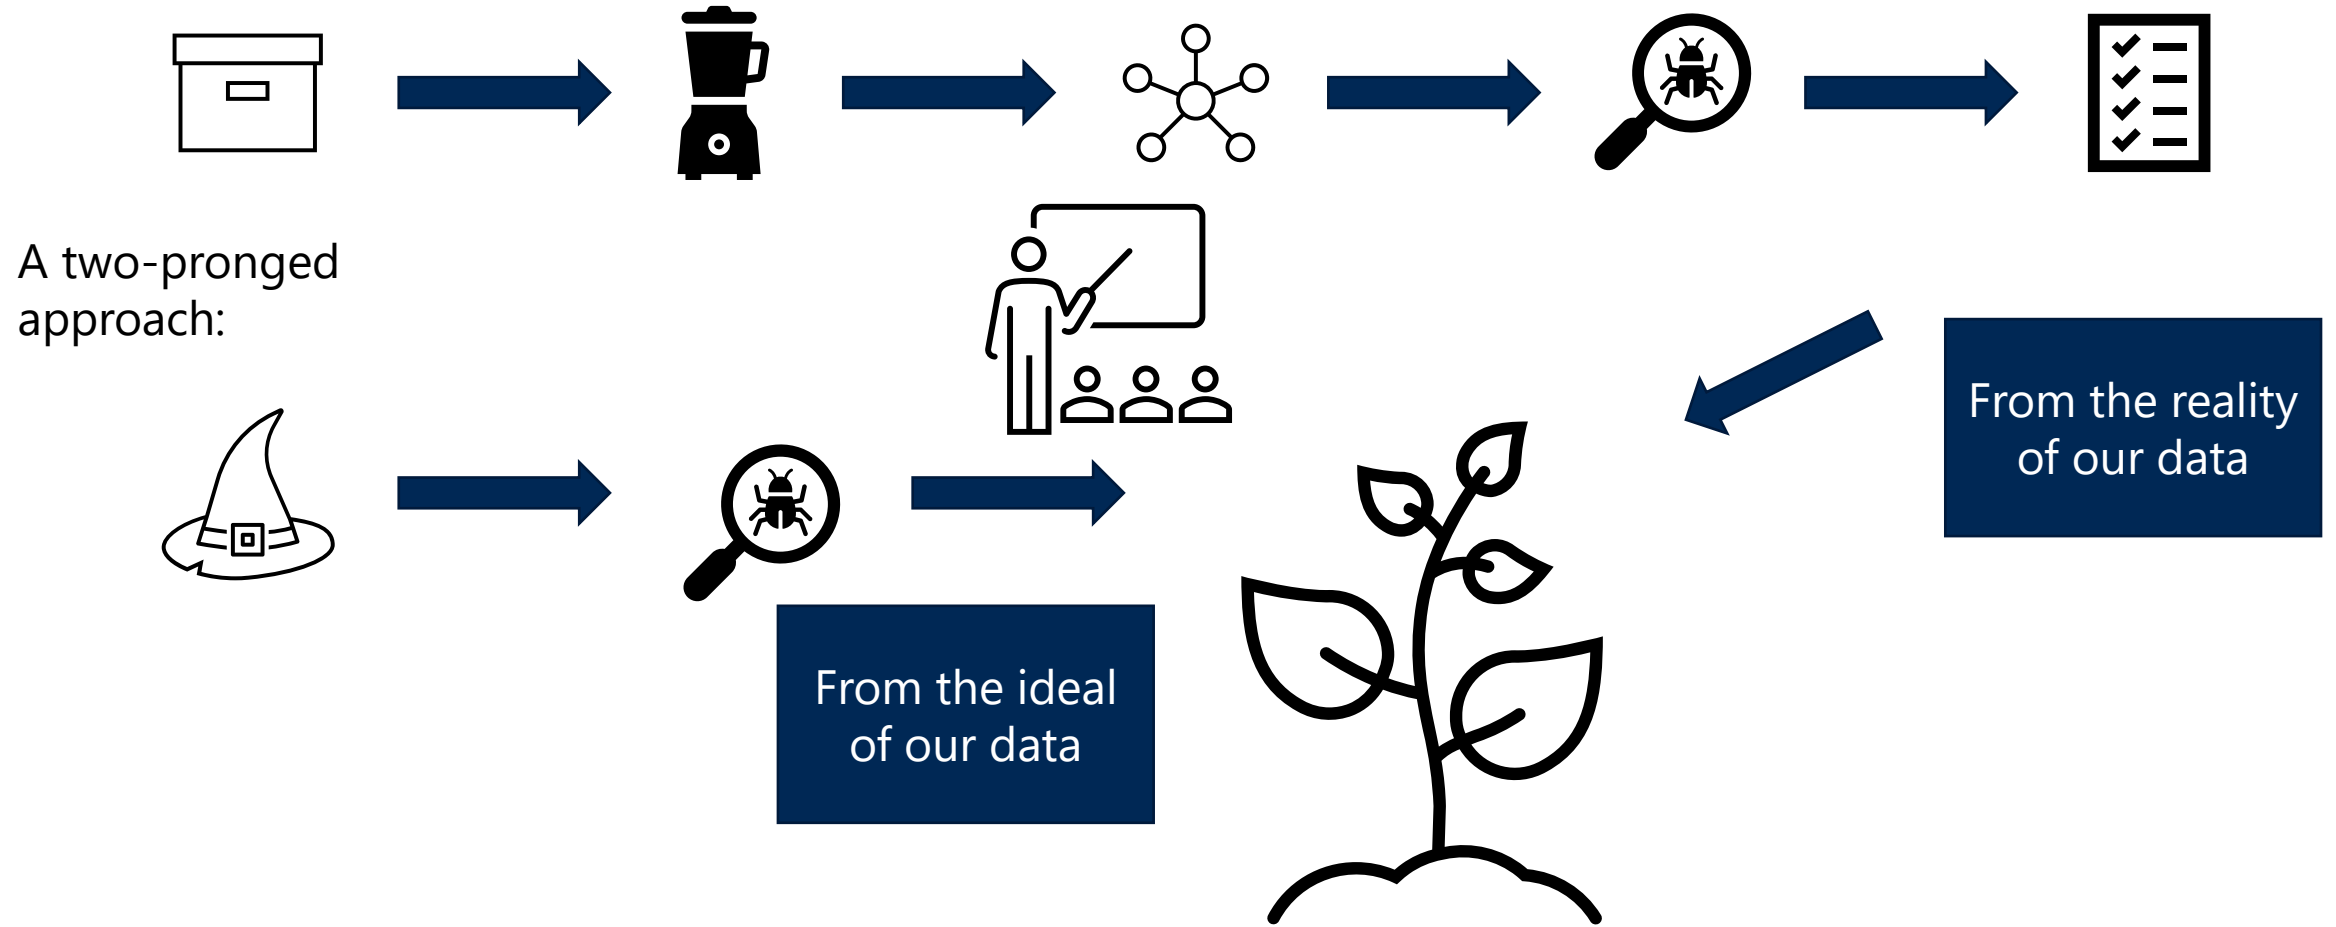 A two-pronged
approach:
From the reality
of our data
From the ideal
of our data